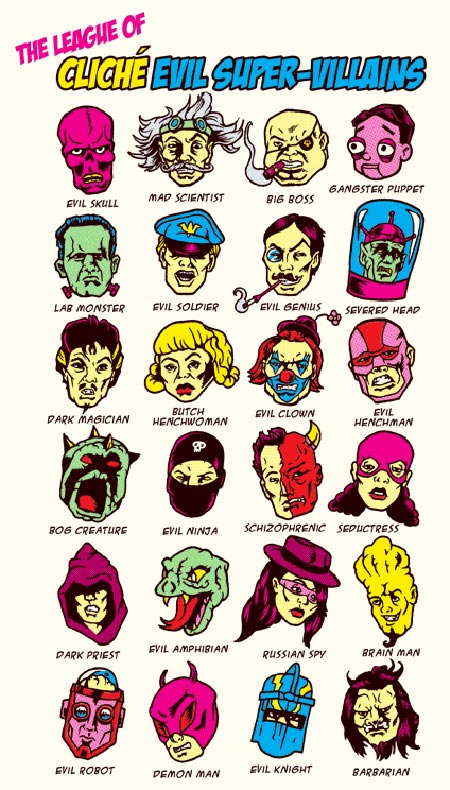 THE LEAGUE OF
CLICHÉ EVIL SUPER-VILLAINS
EVIL SKULL
MAD SCIENTIST
BIG BOSS
GANGSTER PUPPET
LAB MONSTER
EVIL SOLDIER
EVIL GENIUS
SEVERED HEAD
DARK MAGICIAN
BUTCH
HENCHWOMAN
EVIL CLOWN
EVIL
HENCHMAN
BOG CREATURE
EVIL NINJA
SCHIZOPHRENIC
SEDUCTRESS
DARK PRIEST
EVIL AMPHIBIAN
RUSSIAN SPY
BRAIN MAN
EVIL ROBOT
DEMON MAN
EVIL KNIGHT
BARBARIAN